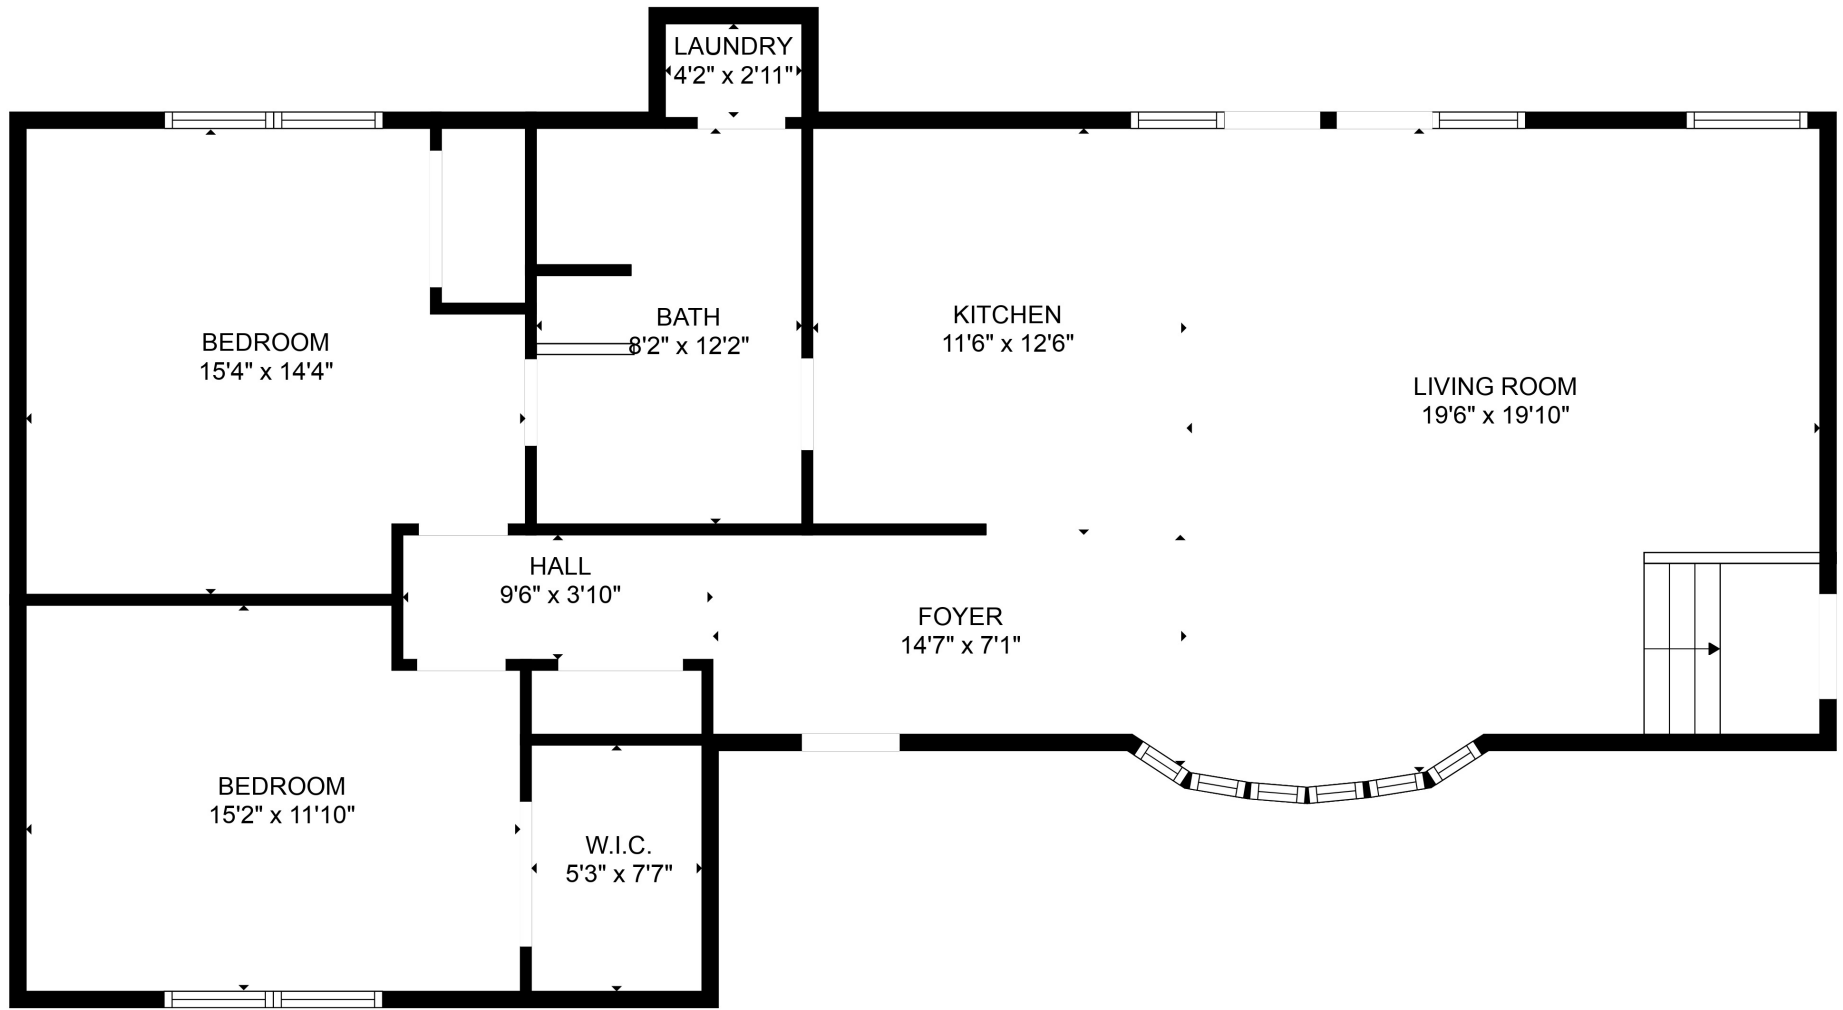 LAUNDRY
4'2" x 2'11"
BEDROOM
15'4" x 14'4"
BATH
8'2" x 12'2"
KITCHEN
11'6" x 12'6"
LIVING ROOM
19'6" x 19'10"
HALL
9'6" x 3'10"
FOYER
14'7" x 7'1"
BEDROOM
15'2" x 11'10"
W.I.C.
5'3" x 7'7"